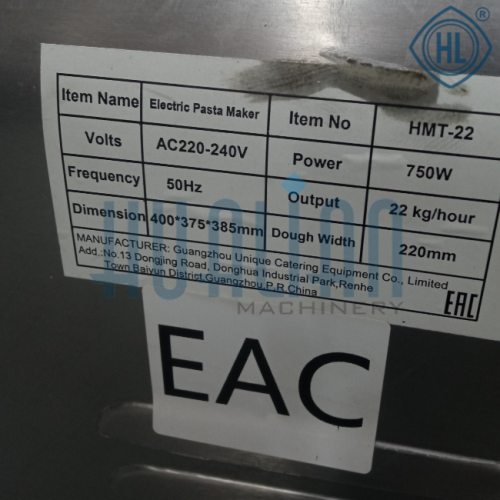 HL
Item Name Electric Pasta Maker Item No HMT-22
Volts AC220-240V Power 750W
Frequency 50Hz Output 22 kg/hour
Dimension 400*375*385mm Dough Width 220mm
MANUFACTURER: Guangzhou Unique Catering Equipment Co., Limited
Add.:No.13 Dongjing Road, Donghua Industrial Park,Renhe
Town,Baiyun District,Guangzhou,P.R.China
EAC
HUALIAN
MACHINERY
EAC